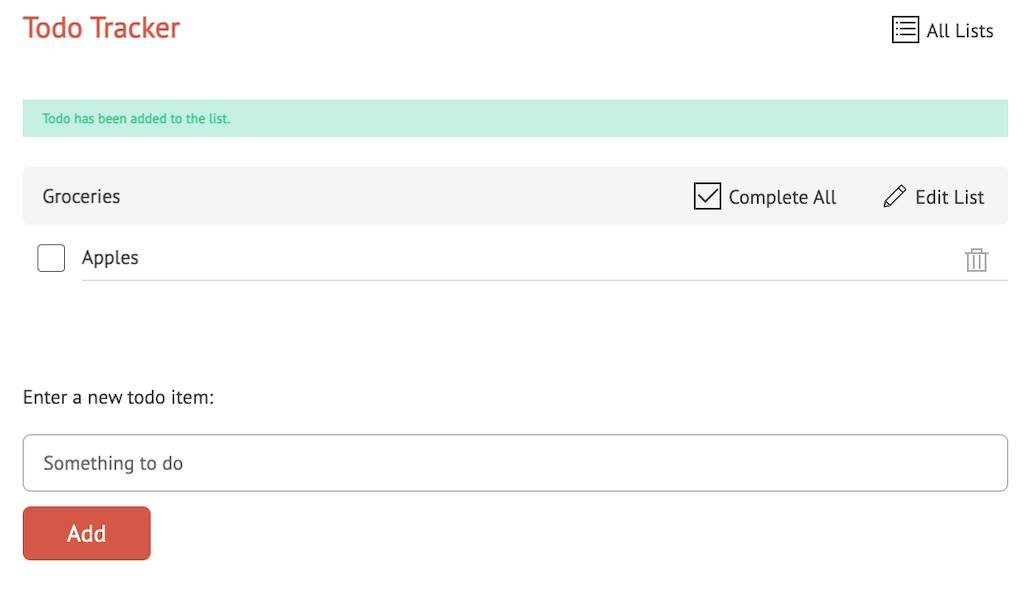 Todo Tracker
All Lists
Todo has been added to the list.
Groceries
Complete All
Edit List
Apples
Enter a new todo item:
Something to do
Add